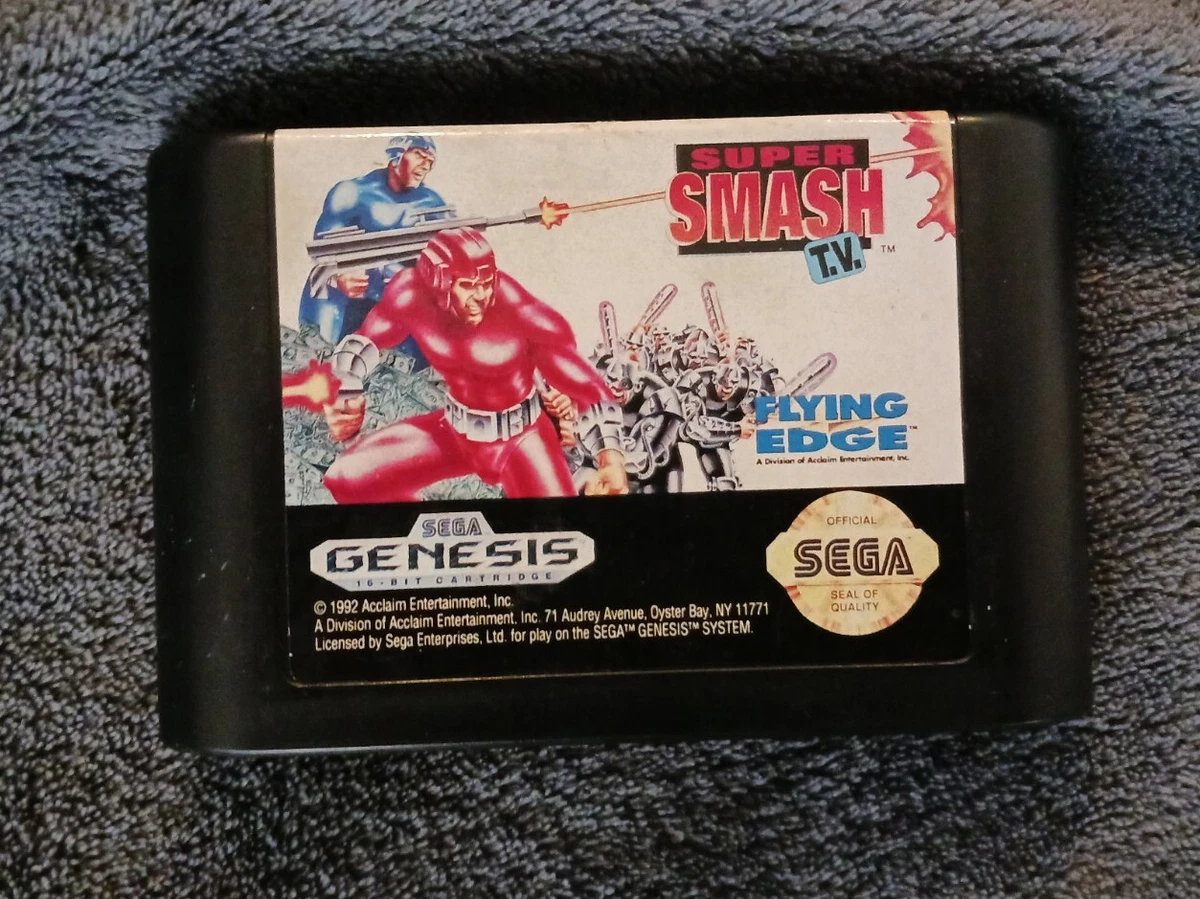 SUPER
SMASH
T.V. ™
FLYING
EDGE™
A Division of Acclaim Entertainment, Inc.
SEGA
GENESIS
16-BIT CARTRIDGE
© 1992 Acclaim Entertainment, Inc.
A Division of Acclaim Entertainment, Inc. 71 Audrey Avenue, Oyster Bay, NY 11771
Licensed by Sega Enterprises, Ltd. for play on the SEGA™ GENESIS™ SYSTEM.
OFFICIAL
SEGA
SEAL OF
QUALITY